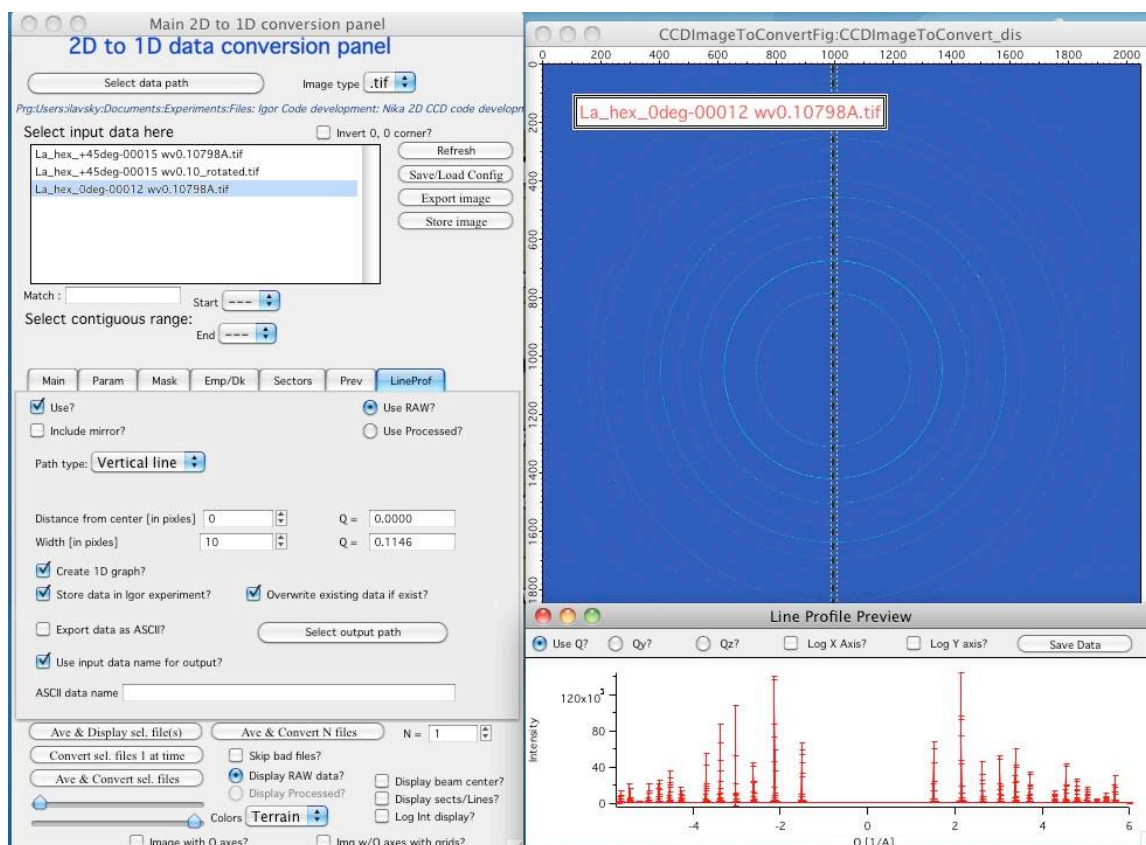 Main 2D to 1D conversion panel
2D to 1D data conversion panel
Select data path
Image type .tif
Prg:Users:ilavsky:Documents:Experiments:Files: Igor Code development: Nika 2D CCD code developn
Select input data here
Invert 0, 0 corner?
La_hex_+45deg-00015 wv0.10798A.tif
La_hex_+45deg-00015 wv0.10_rotated.tif
La_hex_0deg-00012 wv0.10798A.tif
Refresh
Save/Load Config
Export image
Store image
Match :
Start ---
Select contiguous range:
End ---
Main Param Mask Emp/Dk Sectors Prev LineProf
Use?
Use RAW?
Include mirror?
Use Processed?
Path type: Vertical line
Distance from center [in pixles] 0 Q = 0.0000
Width [in pixles] 10 Q = 0.1146
Create 1D graph?
Store data in Igor experiment?
Overwrite existing data if exist?
Export data as ASCII?
Select output path
Use input data name for output?
ASCII data name
Ave & Display sel. file(s)
Ave & Convert N files
N = 1
Convert sel. files 1 at time
Skip bad files?
Ave & Convert sel. files
Display RAW data?
Display Processed?
Display beam center?
Display sects/Lines?
Log Int display?
Colors Terrain
Image with Q axes?
Img w/Q axes with grids?
CCDImageToConvertFig:CCDImageToConvert_dis
0 200 400 600 800 1000 1200 1400 1600 1800 2000
0
200
400
600
800
1000
1200
1400
1600
1800
La_hex_0deg-00012 wv0.10798A.tif
Line Profile Preview
Use Q? Qy? Qz? Log X Axis? Log Y axis? Save Data
Intensity
120x10³
80
40
0
-4 -2 0 2 4 6
Q [1/A]